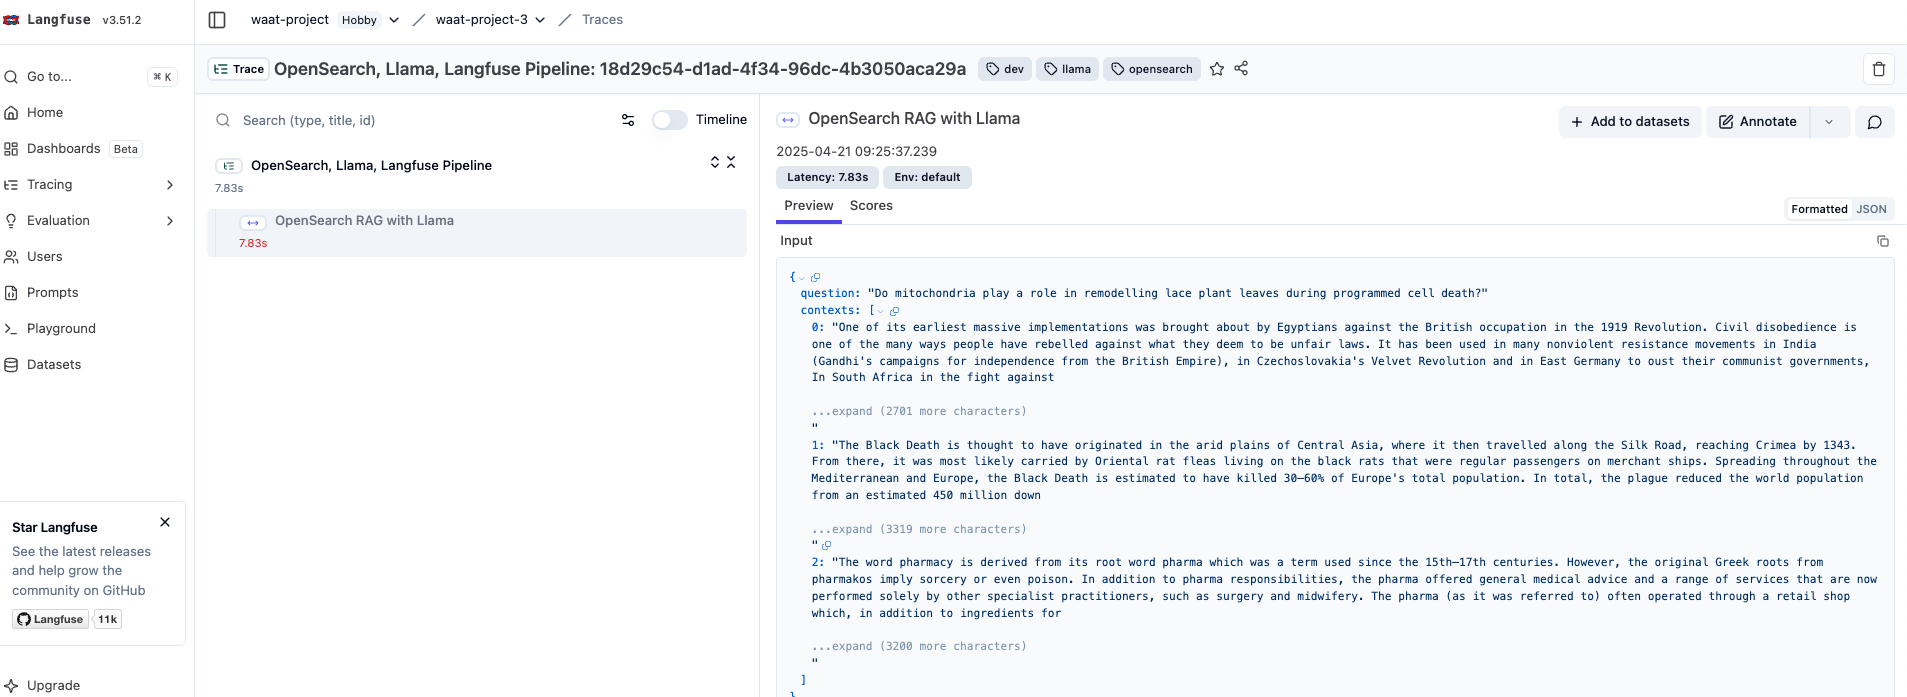 Langfuse v3.51.2
waat-project Hobby / waat-project-3 / Traces
Go to... ⌘ K
Home
Dashboards Beta
Tracing
Evaluation
Users
Prompts
Playground
Datasets
Star Langfuse
See the latest releases
and help grow the
community on GitHub
Langfuse 11k
Upgrade
Trace OpenSearch, Llama, Langfuse Pipeline: 18d29c54-d1ad-4f34-96dc-4b3050aca29a dev llama opensearch
Search (type, title, id) Timeline
OpenSearch, Llama, Langfuse Pipeline
7.83s
OpenSearch RAG with Llama
7.83s
OpenSearch RAG with Llama
+ Add to datasets Annotate
2025-04-21 09:25:37.239
Latency: 7.83s Env: default
Preview Scores
Formatted JSON
Input
{
question: "Do mitochondria play a role in remodelling lace plant leaves during programmed cell death?"
contexts: [
0: "One of its earliest massive implementations was brought about by Egyptians against the British occupation in the 1919 Revolution. Civil disobedience is
one of the many ways people have rebelled against what they deem to be unfair laws. It has been used in many nonviolent resistance movements in India
(Gandhi's campaigns for independence from the British Empire), in Czechoslovakia's Velvet Revolution and in East Germany to oust their communist governments,
In South Africa in the fight against
...expand (2701 more characters)
"
1: "The Black Death is thought to have originated in the arid plains of Central Asia, where it then travelled along the Silk Road, reaching Crimea by 1343.
From there, it was most likely carried by Oriental rat fleas living on the black rats that were regular passengers on merchant ships. Spreading throughout the
Mediterranean and Europe, the Black Death is estimated to have killed 30–60% of Europe's total population. In total, the plague reduced the world population
from an estimated 450 million down
...expand (3319 more characters)
"
2: "The word pharmacy is derived from its root word pharma which was a term used since the 15th–17th centuries. However, the original Greek roots from
pharmakos imply sorcery or even poison. In addition to pharma responsibilities, the pharma offered general medical advice and a range of services that are now
performed solely by other specialist practitioners, such as surgery and midwifery. The pharma (as it was referred to) often operated through a retail shop
which, in addition to ingredients for
...expand (3200 more characters)
"
]
}